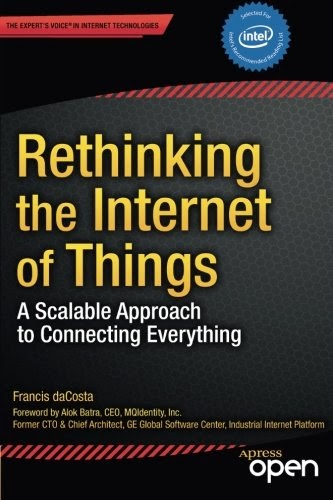 THE EXPERT'S VOICE® IN INTERNET TECHNOLOGIES
Selected For
intel
Intel's Recommended Reading List
Rethinking
the Internet
of Things
A Scalable Approach
to Connecting Everything
Francis daCosta
Foreword by Alok Batra, CEO, MQIdentity, Inc.
Former CTO & Chief Architect, GE Global Software Center, Industrial Internet Platform
Apress
open